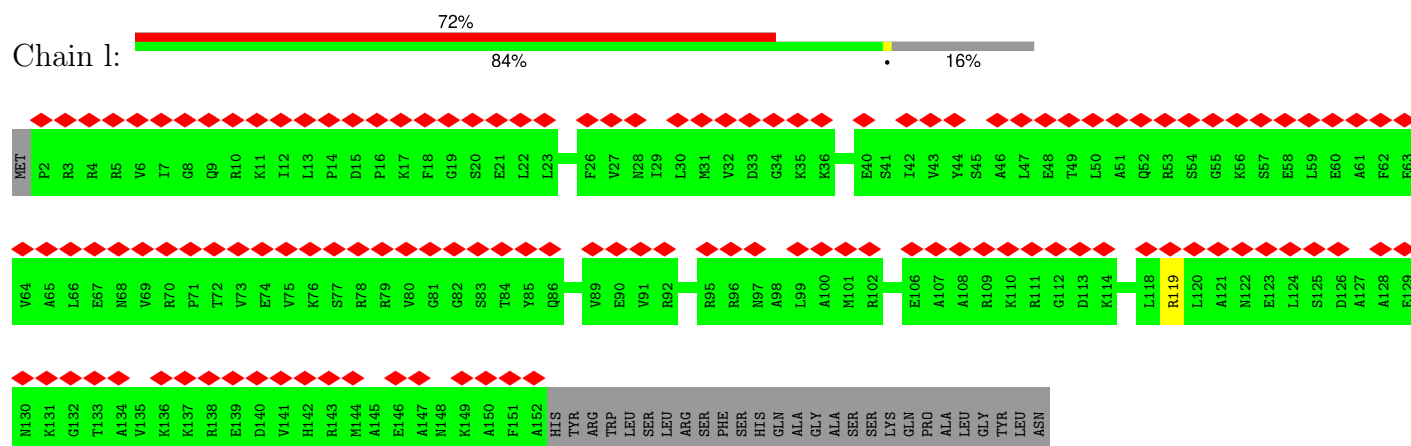 72%
Chain l:
84% • 16%
MET P2 R3 R4 R5 V6 I7 G8 Q9 R10 K11 I12 L13 P14 D15 P16 K17 F18 G19 S20 E21 L22 L23 F26 V27 N28 I29 L30 M31 V32 D33 G34 K35 K36 E40 S41 I42 V43 Y44 S45 A46 L47 E48 T49 L50 A51 Q52 R53 S54 G55 K56 S57 E58 L59 E60 A61 F62 E63
V64 A65 L66 E67 N68 V69 R70 P71 T72 V73 E74 V75 K76 S77 R78 R79 V80 G81 G82 S83 T84 Y85 Q86 V89 E90 V91 R92 R95 R96 N97 A98 L99 A100 M101 R102 E106 A107 A108 R109 K110 R111 G112 D113 K114 L118 R119 L120 A121 N122 E123 L124 S125 D126 A127 A128 E129
N130 K131 G132 T133 A134 V135 K136 K137 R138 E139 D140 V141 H142 R143 M144 A145 E146 A147 N148 K149 A150 F151 A152 HIS TYR ARG TRP LEU SER LEU ARG SER PHE SER HIS GLN ALA GLY ALA SER SER LYS GLN PRO ALA LEU GLY TYR LEU ASN